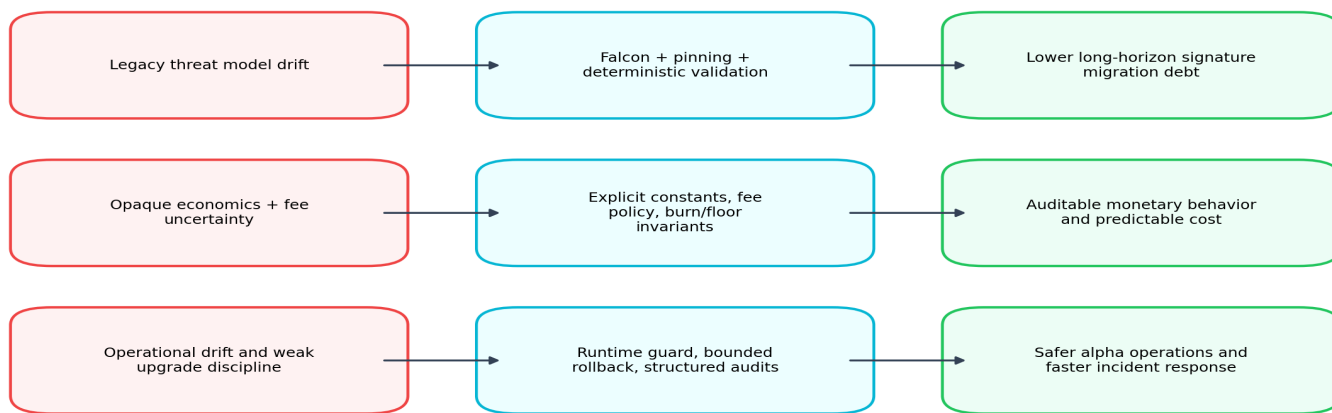 Legacy threat model drift
Falcon + pinning +
deterministic validation
Lower long-horizon signature
migration debt
Opaque economics + fee
uncertainty
Explicit constants, fee
policy, burn/floor
invariants
Auditable monetary behavior
and predictable cost
Operational drift and weak
upgrade discipline
Runtime guard, bounded
rollback, structured audits
Safer alpha operations and
faster incident response